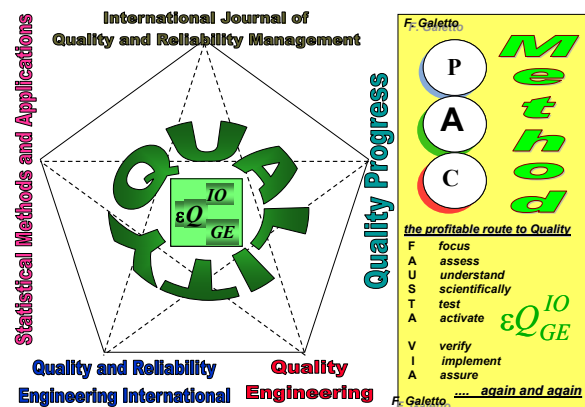 International Journal of
Quality and Reliability Management
Statistical Methods and Applications
QUALITY
εQ IO GE
Quality Progress
Quality and Reliability
Engineering International
Quality
Engineering
F. Galetto
F. Galetto
P
A
C
Method
the profitable route to Quality
F focus
A assess
U understand
S scientifically
T test
A activate
εQ IO GE
V verify
I implement
A assure
.... again and again
F. Galetto